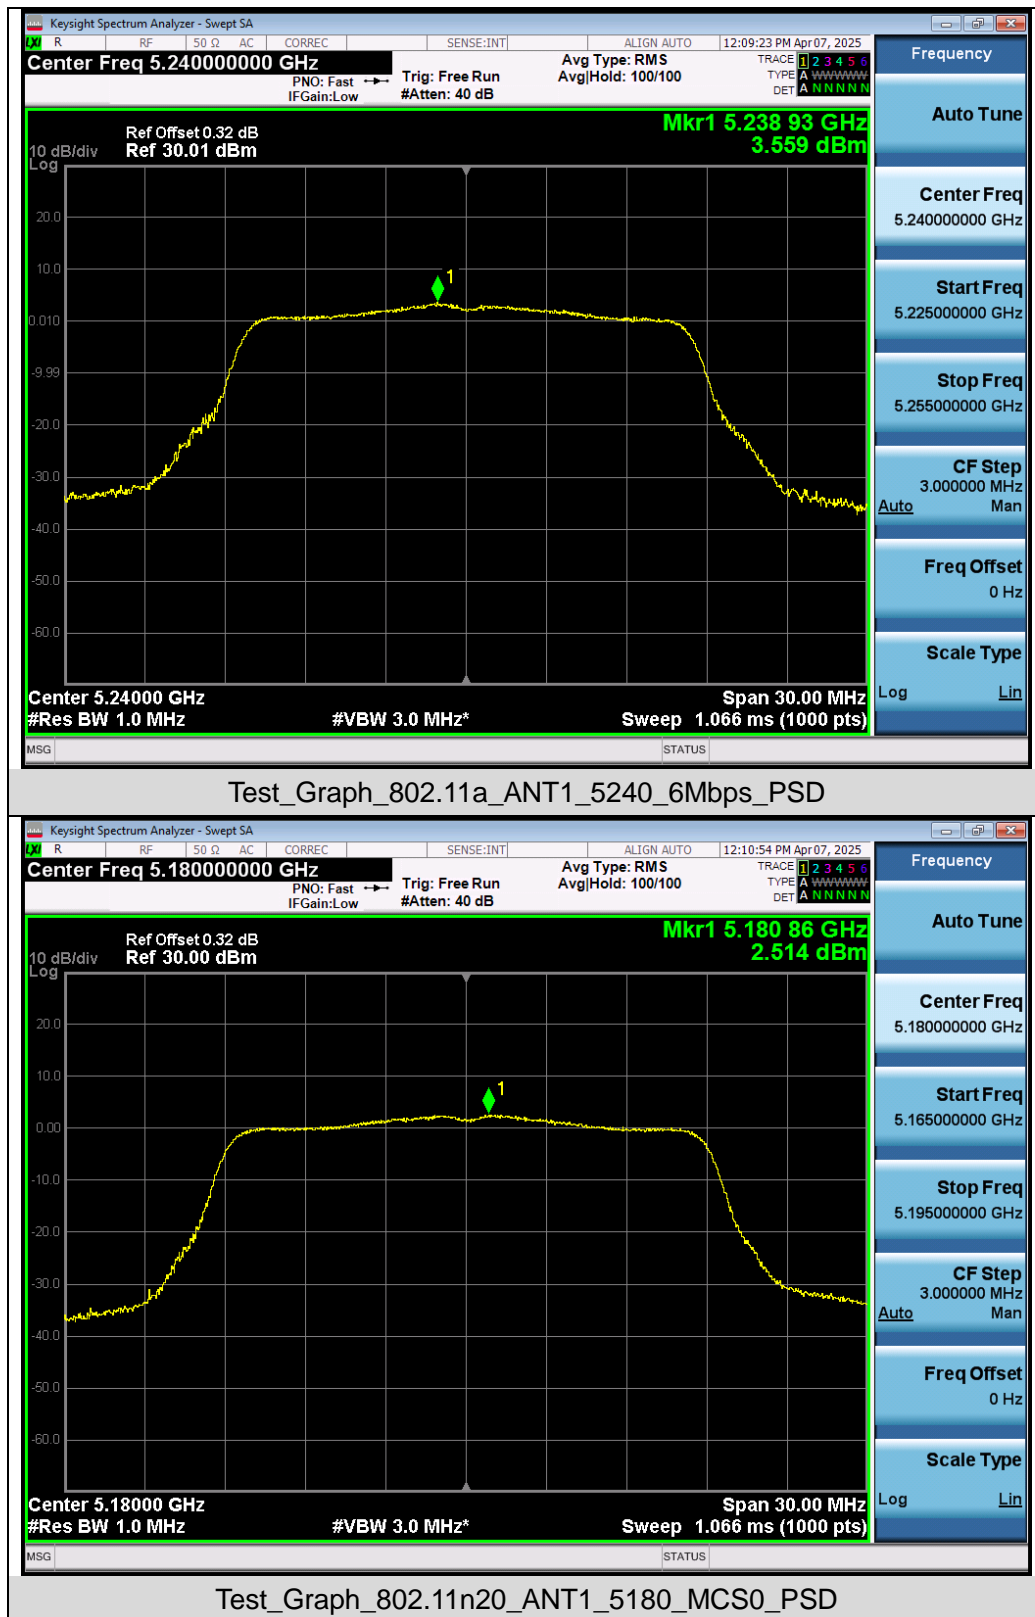 Keysight Spectrum Analyzer - Swept SA
LXI R RF 50 Ω AC CORREC SENSE:INT ALIGN AUTO 12:09:23 PM Apr 07, 2025
Center Freq 5.240000000 GHz
PNO: Fast
IFGain:Low
Trig: Free Run
#Atten: 40 dB
Avg Type: RMS
Avg|Hold: 100/100
TRACE 1 2 3 4 5 6
TYPE A WWWWW
DET A N N N N N
Ref Offset 0.32 dB
10 dB/div Ref 30.01 dBm
Log
Mkr1 5.238 93 GHz
3.559 dBm
1
20.0
10.0
0.010
-9.99
-20.0
-30.0
-40.0
-50.0
-60.0
Center 5.24000 GHz Span 30.00 MHz
#Res BW 1.0 MHz #VBW 3.0 MHz* Sweep 1.066 ms (1000 pts)
MSG STATUS
Frequency
Auto Tune
Center Freq
5.240000000 GHz
Start Freq
5.225000000 GHz
Stop Freq
5.255000000 GHz
CF Step
3.000000 MHz
Auto Man
Freq Offset
0 Hz
Scale Type
Log Lin
Test_Graph_802.11a_ANT1_5240_6Mbps_PSD
Keysight Spectrum Analyzer - Swept SA
LXI R RF 50 Ω AC CORREC SENSE:INT ALIGN AUTO 12:10:54 PM Apr 07, 2025
Center Freq 5.180000000 GHz
PNO: Fast
IFGain:Low
Trig: Free Run
#Atten: 40 dB
Avg Type: RMS
Avg|Hold: 100/100
TRACE 1 2 3 4 5 6
TYPE A WWWWW
DET A N N N N N
Ref Offset 0.32 dB
10 dB/div Ref 30.00 dBm
Log
Mkr1 5.180 86 GHz
2.514 dBm
1
20.0
10.0
0.00
-10.0
-20.0
-30.0
-40.0
-50.0
-60.0
Center 5.18000 GHz Span 30.00 MHz
#Res BW 1.0 MHz #VBW 3.0 MHz* Sweep 1.066 ms (1000 pts)
MSG STATUS
Frequency
Auto Tune
Center Freq
5.180000000 GHz
Start Freq
5.165000000 GHz
Stop Freq
5.195000000 GHz
CF Step
3.000000 MHz
Auto Man
Freq Offset
0 Hz
Scale Type
Log Lin
Test_Graph_802.11n20_ANT1_5180_MCS0_PSD